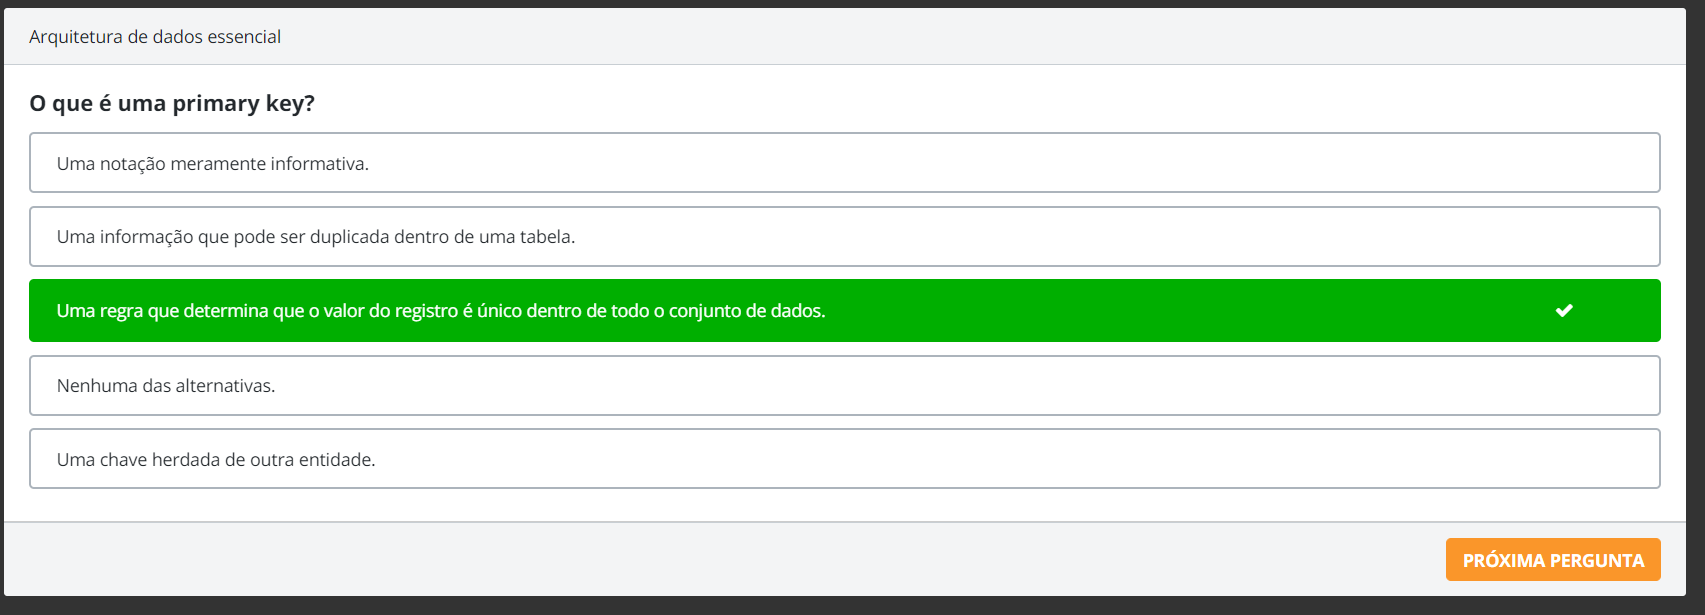 Arquitetura de dados essencial
O que é uma primary key?
Uma notação meramente informativa.
Uma informação que pode ser duplicada dentro de uma tabela.
Uma regra que determina que o valor do registro é único dentro de todo o conjunto de dados.
Nenhuma das alternativas.
Uma chave herdada de outra entidade.
PRÓXIMA PERGUNTA